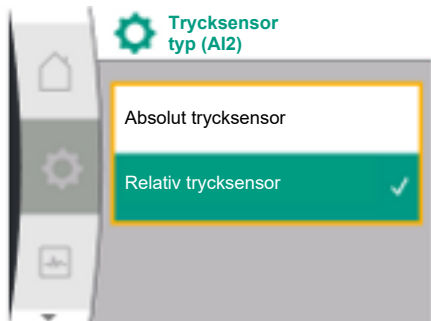 Trycksensor
typ (AI2)
Absolut trycksensor
Relativ trycksensor